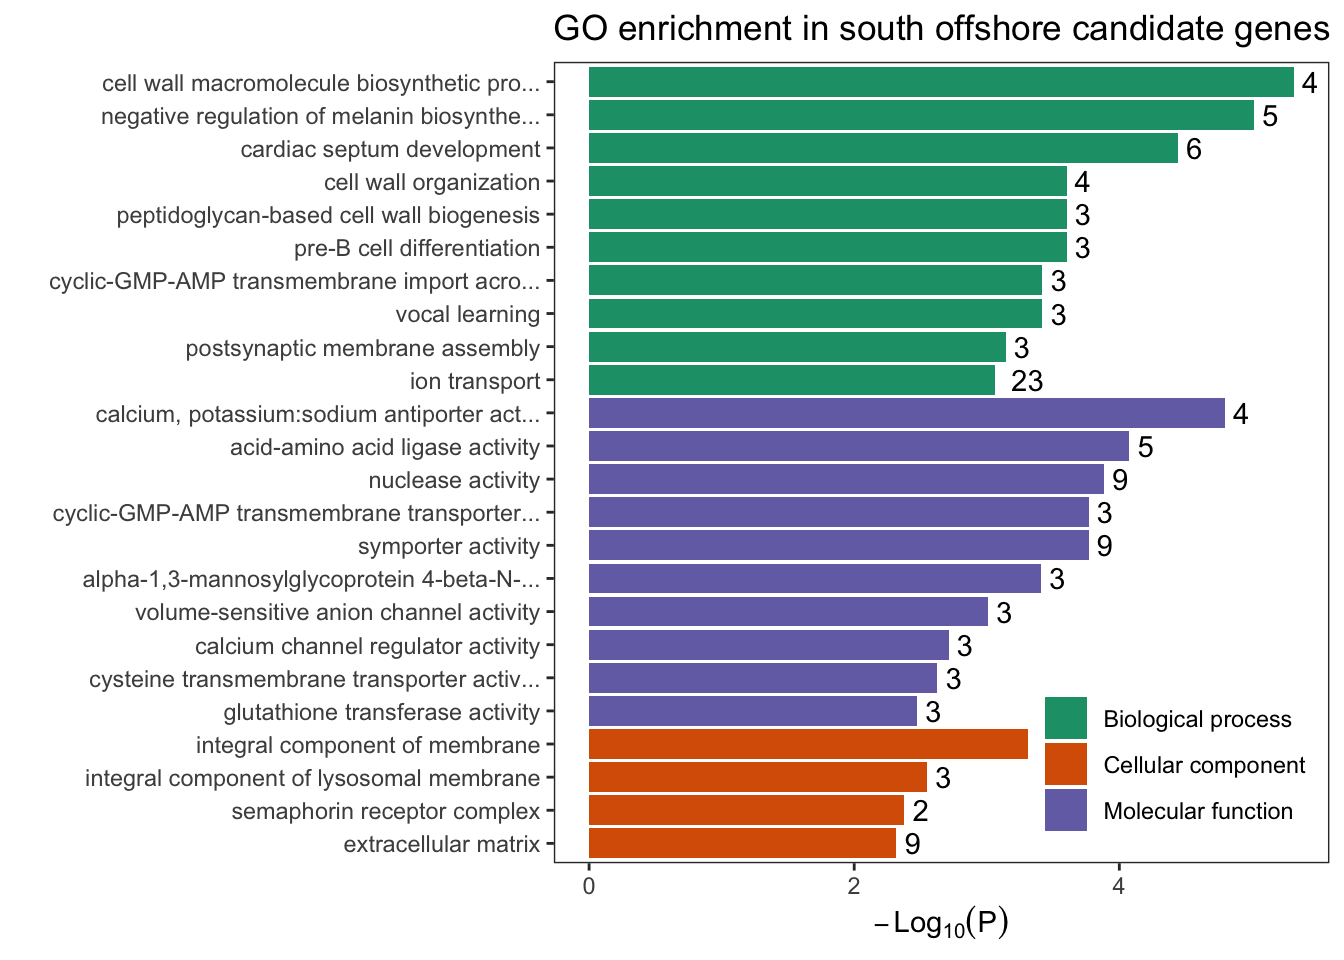 GO enrichment in south offshore candidate genes
cell wall macromolecule biosynthetic pro... 4
negative regulation of melanin biosynthe... 5
cardiac septum development 6
cell wall organization 4
peptidoglycan-based cell wall biogenesis 3
pre-B cell differentiation 3
cyclic-GMP-AMP transmembrane import acro... 3
vocal learning 3
postsynaptic membrane assembly 3
ion transport 23
calcium, potassium:sodium antiporter act... 4
acid-amino acid ligase activity 5
nuclease activity 9
cyclic-GMP-AMP transmembrane transporter... 3
symporter activity 9
alpha-1,3-mannosylglycoprotein 4-beta-N-... 3
volume-sensitive anion channel activity 3
calcium channel regulator activity 3
cysteine transmembrane transporter activ... 3
glutathione transferase activity 3
integral component of membrane
integral component of lysosomal membrane 3
semaphorin receptor complex 2
extracellular matrix 9
Biological process
Cellular component
Molecular function
0 2 4
−Log₁₀(P)